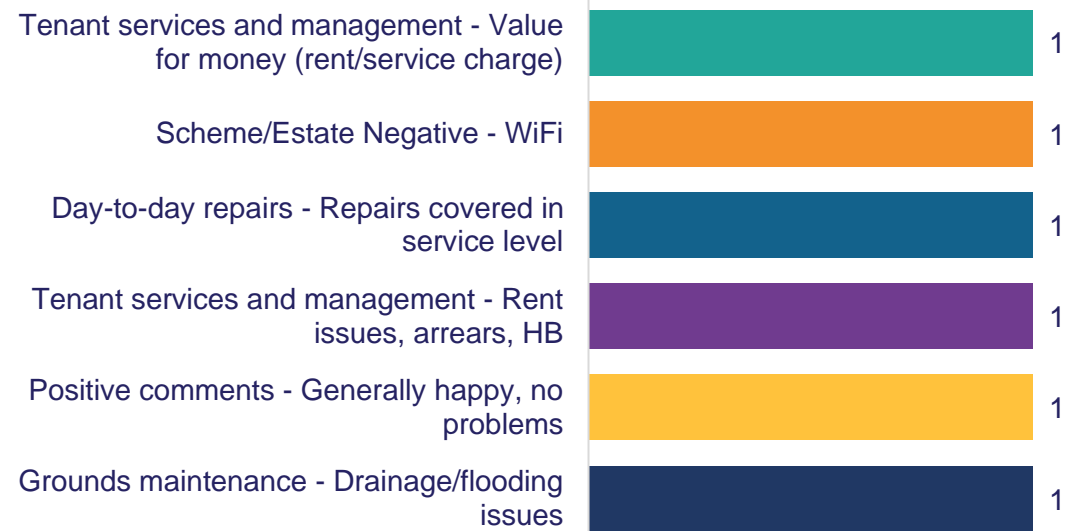 Tenant services and management - Value
for money (rent/service charge)
1
Scheme/Estate Negative - WiFi
1
Day-to-day repairs - Repairs covered in
service level
1
Tenant services and management - Rent
issues, arrears, HB
1
Positive comments - Generally happy, no
problems
1
Grounds maintenance - Drainage/flooding
issues
1